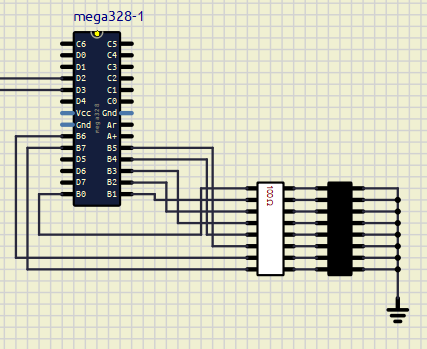 mega328-1
C6 C5
D0 C4
D1 C3
D2 C2
D3 C1
D4 C0
Vcc Gnd
Gnd Ar
B6 A+
B7 B5
D5 B4
D6 B3
D7 B2
B0 B1
mega328
100Ω